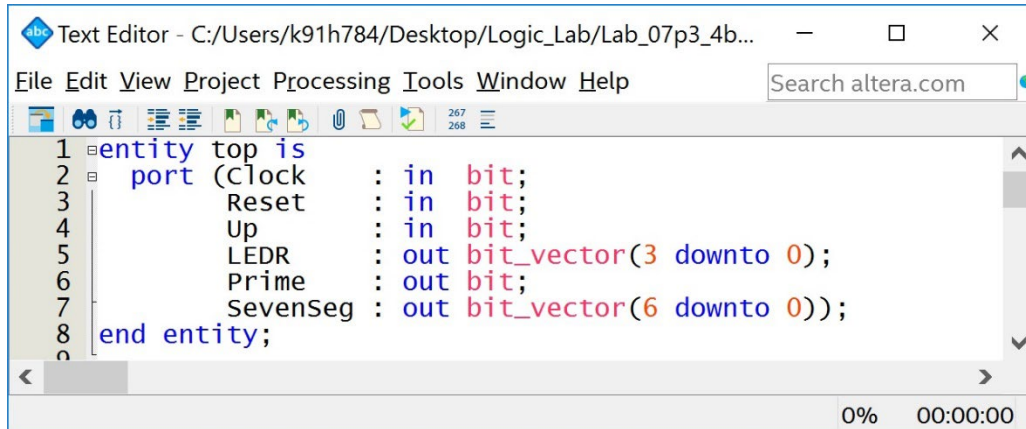 abc Text Editor - C:/Users/k91h784/Desktop/Logic_Lab/Lab_07p3_4b...
File Edit View Project Processing Tools Window Help Search altera.com
267
268
1 entity top is
2 port (Clock : in bit;
3 Reset : in bit;
4 Up : in bit;
5 LEDR : out bit_vector(3 downto 0);
6 Prime : out bit;
7 SevenSeg : out bit_vector(6 downto 0));
8 end entity;
9
0% 00:00:00